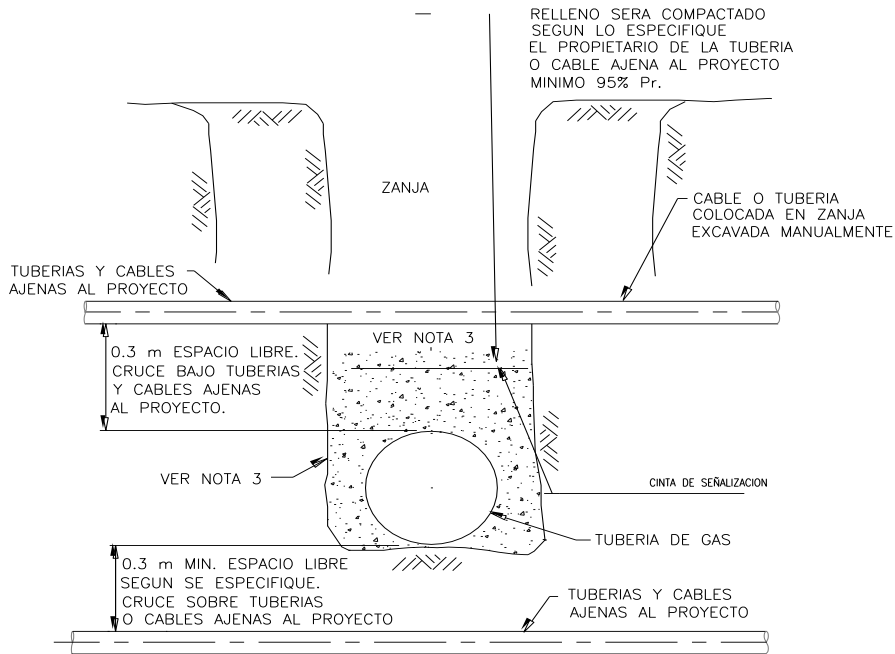 RELLENO SERA COMPACTADO
SEGUN LO ESPECIFIQUE
EL PROPIETARIO DE LA TUBERIA
O CABLE AJENA AL PROYECTO
MINIMO 95% Pr.
ZANJA
CABLE O TUBERIA
COLOCADA EN ZANJA
EXCAVADA MANUALMENTE
TUBERIAS Y CABLES
AJENAS AL PROYECTO
VER NOTA 3
0.3 m ESPACIO LIBRE.
CRUCE BAJO TUBERIAS
Y CABLES AJENAS
AL PROYECTO.
VER NOTA 3
CINTA DE SEÑALIZACION
TUBERIA DE GAS
0.3 m MIN. ESPACIO LIBRE
SEGUN SE ESPECIFIQUE.
CRUCE SOBRE TUBERIAS
O CABLES AJENAS AL PROYECTO
TUBERIAS Y CABLES
AJENAS AL PROYECTO